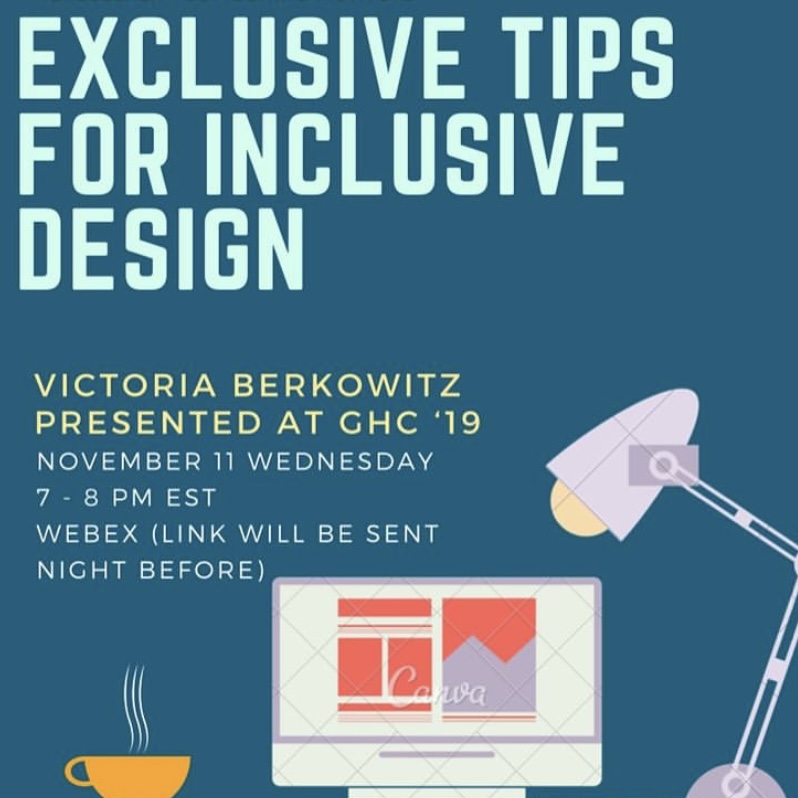 EXCLUSIVE TIPS
FOR INCLUSIVE
DESIGN
VICTORIA BERKOWITZ
PRESENTED AT GHC ‘19
NOVEMBER 11 WEDNESDAY
7 - 8 PM EST
WEBEX (LINK WILL BE SENT
NIGHT BEFORE)
Canva